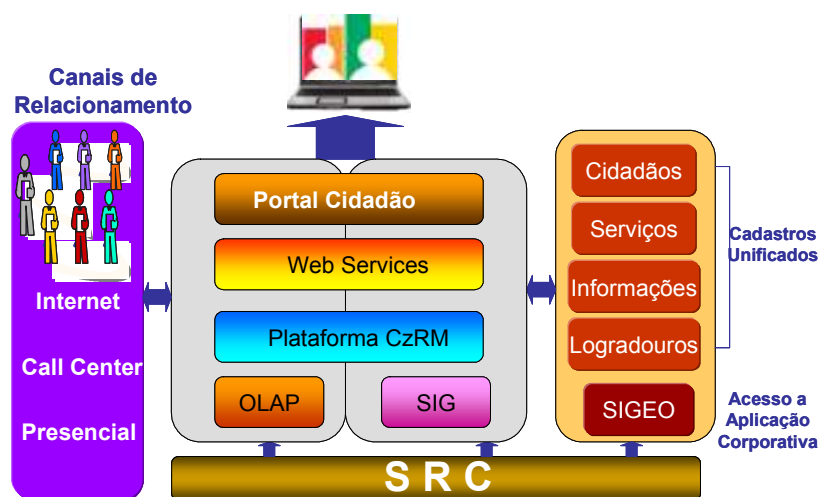 Canais de
Relacionamento
Internet
Call Center
Presencial
Portal Cidadão
Web Services
Plataforma CzRM
OLAP
SIG
Cidadãos
Serviços
Informações
Logradouros
SIGEO
Cadastros
Unificados
Acesso a
Aplicação
Corporativa
S R C